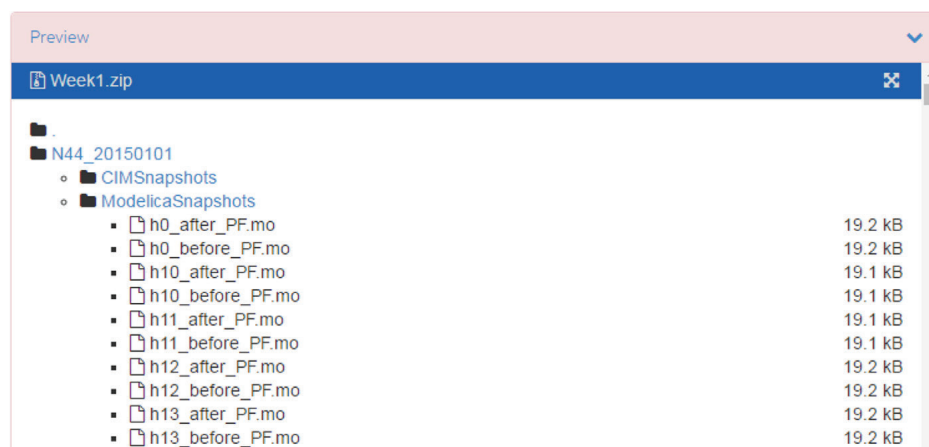 Preview
Week1.zip
.
N44_20150101
CIMSnapshots
ModelicaSnapshots
h0_after_PF.mo 19.2 kB
h0_before_PF.mo 19.2 kB
h10_after_PF.mo 19.1 kB
h10_before_PF.mo 19.1 kB
h11_after_PF.mo 19.1 kB
h11_before_PF.mo 19.1 kB
h12_after_PF.mo 19.2 kB
h12_before_PF.mo 19.2 kB
h13_after_PF.mo 19.2 kB
h13_before_PF.mo 19.2 kB